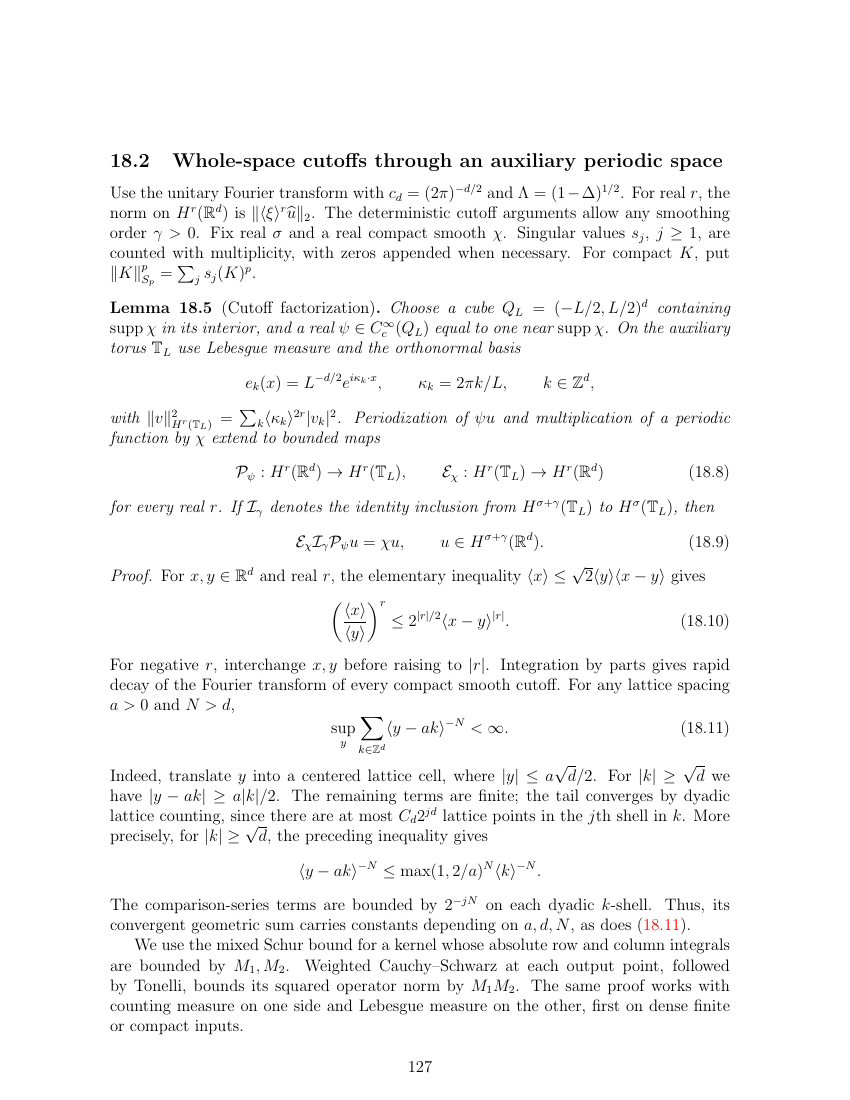 18.2 Whole-space cutoffs through an auxiliary periodic space
Use the unitary Fourier transform with c_d = (2π)^{−d/2} and Λ = (1−Δ)^{1/2}. For real r, the
norm on H^r(ℝ^d) is ‖⟨ξ⟩^r û‖_2. The deterministic cutoff arguments allow any smoothing
order γ > 0. Fix real σ and a real compact smooth χ. Singular values s_j, j ≥ 1, are
counted with multiplicity, with zeros appended when necessary. For compact K, put
‖K‖^p_{S_p} = ∑_j s_j(K)^p.
Lemma 18.5 (Cutoff factorization). Choose a cube Q_L = (−L/2, L/2)^d containing
supp χ in its interior, and a real ψ ∈ C_c^∞(Q_L) equal to one near supp χ. On the auxiliary
torus 𝕋_L use Lebesgue measure and the orthonormal basis
e_k(x) = L^{−d/2}e^{iκ_k·x}, κ_k = 2πk/L, k ∈ ℤ^d,
with ‖v‖^2_{H^r(𝕋_L)} = ∑_k⟨κ_k⟩^{2r}|v_k|^2. Periodization of ψu and multiplication of a periodic
function by χ extend to bounded maps
𝒫_ψ : H^r(ℝ^d) → H^r(𝕋_L), ℰ_χ : H^r(𝕋_L) → H^r(ℝ^d) (18.8)
for every real r. If ℐ_γ denotes the identity inclusion from H^{σ+γ}(𝕋_L) to H^σ(𝕋_L), then
ℰ_χℐ_γ𝒫_ψu = χu, u ∈ H^{σ+γ}(ℝ^d). (18.9)
Proof. For x, y ∈ ℝ^d and real r, the elementary inequality ⟨x⟩ ≤ √2⟨y⟩⟨x − y⟩ gives
(⟨x⟩/⟨y⟩)^r ≤ 2^{|r|/2}⟨x − y⟩^{|r|}. (18.10)
For negative r, interchange x, y before raising to |r|. Integration by parts gives rapid
decay of the Fourier transform of every compact smooth cutoff. For any lattice spacing
a > 0 and N > d,
sup_y ∑_{k∈ℤ^d} ⟨y − ak⟩^{−N} < ∞. (18.11)
Indeed, translate y into a centered lattice cell, where |y| ≤ a√d/2. For |k| ≥ √d we
have |y − ak| ≥ a|k|/2. The remaining terms are finite; the tail converges by dyadic
lattice counting, since there are at most C_d2^{jd} lattice points in the jth shell in k. More
precisely, for |k| ≥ √d, the preceding inequality gives
⟨y − ak⟩^{−N} ≤ max(1, 2/a)^N⟨k⟩^{−N}.
The comparison-series terms are bounded by 2^{−jN} on each dyadic k-shell. Thus, its
convergent geometric sum carries constants depending on a, d, N, as does (18.11).
We use the mixed Schur bound for a kernel whose absolute row and column integrals
are bounded by M_1, M_2. Weighted Cauchy–Schwarz at each output point, followed
by Tonelli, bounds its squared operator norm by M_1M_2. The same proof works with
counting measure on one side and Lebesgue measure on the other, first on dense finite
or compact inputs.
127